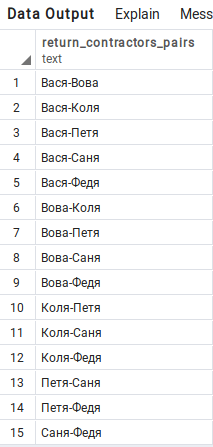 Data Output Explain Mess
return_contractors_pairs
text
1 Вася-Вова
2 Вася-Коля
3 Вася-Петя
4 Вася-Саня
5 Вася-Федя
6 Вова-Коля
7 Вова-Петя
8 Вова-Саня
9 Вова-Федя
10 Коля-Петя
11 Коля-Саня
12 Коля-Федя
13 Петя-Саня
14 Петя-Федя
15 Саня-Федя